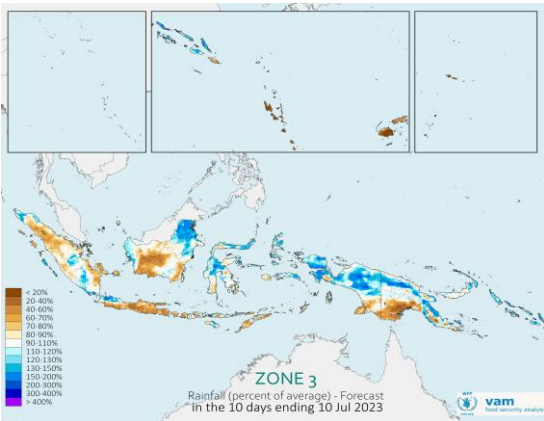 < 20%
20-40%
40-60%
60-70%
70-80%
80-90%
90-110%
110-120%
120-130%
130-150%
150-200%
200-300%
300-400%
> 400%
ZONE 3
Rainfall (percent of average) - Forecast
in the 10 days ending 10 Jul 2023
WFP
vam
food security analysis